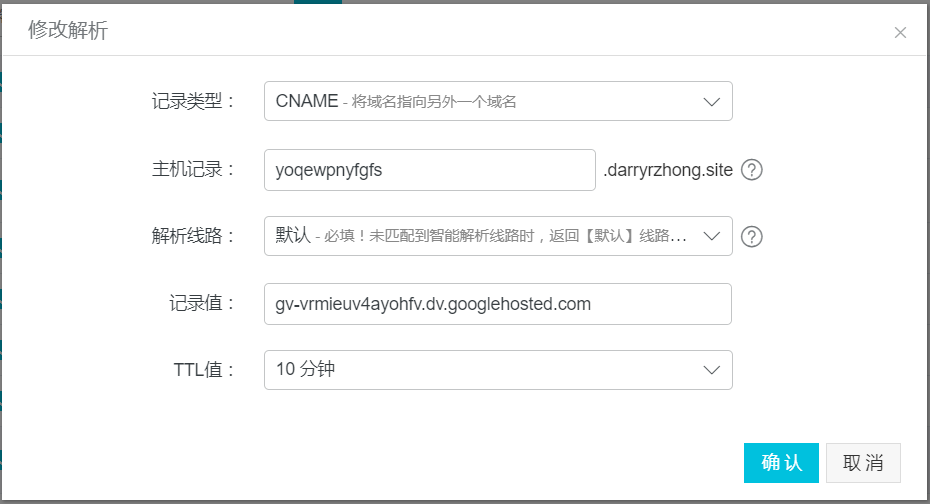 修改解析
记录类型： CNAME - 将域名指向另外一个域名
主机记录： yoqewpnyfgfs .darryrzhong.site ?
解析线路： 默认 - 必填！未匹配到智能解析线路时，返回【默认】线路... ?
记录值： gv-vrmieuv4ayohfv.dv.googlehosted.com
TTL值： 10 分钟
确认 取消